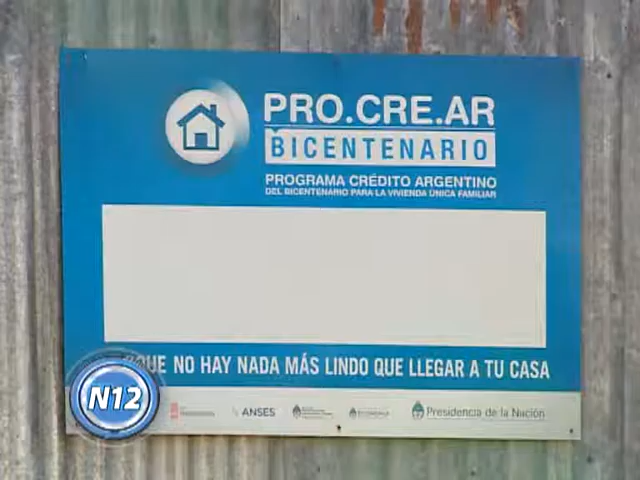 PRO.CRE.AR
BICENTENARIO
PROGRAMA CRÉDITO ARGENTINO
DEL BICENTENARIO PARA LA VIVIENDA ÚNICA FAMILIAR
QUE NO HAY NADA MÁS LINDO QUE LLEGAR A TU CASA
N12
ANSES
Presidencia de la Nación